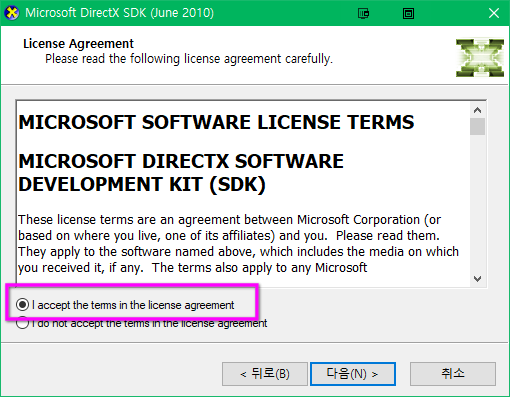 Microsoft DirectX SDK (June 2010)
License Agreement
Please read the following license agreement carefully.
MICROSOFT SOFTWARE LICENSE TERMS
MICROSOFT DIRECTX SOFTWARE
DEVELOPMENT KIT (SDK)
These license terms are an agreement between Microsoft Corporation (or
based on where you live, one of its affiliates) and you.  Please read them.
They apply to the software named above, which includes the media on which
you received it, if any.  The terms also apply to any Microsoft
I accept the terms in the license agreement
I do not accept the terms in the license agreement
< 뒤로(B) 다음(N) > 취소